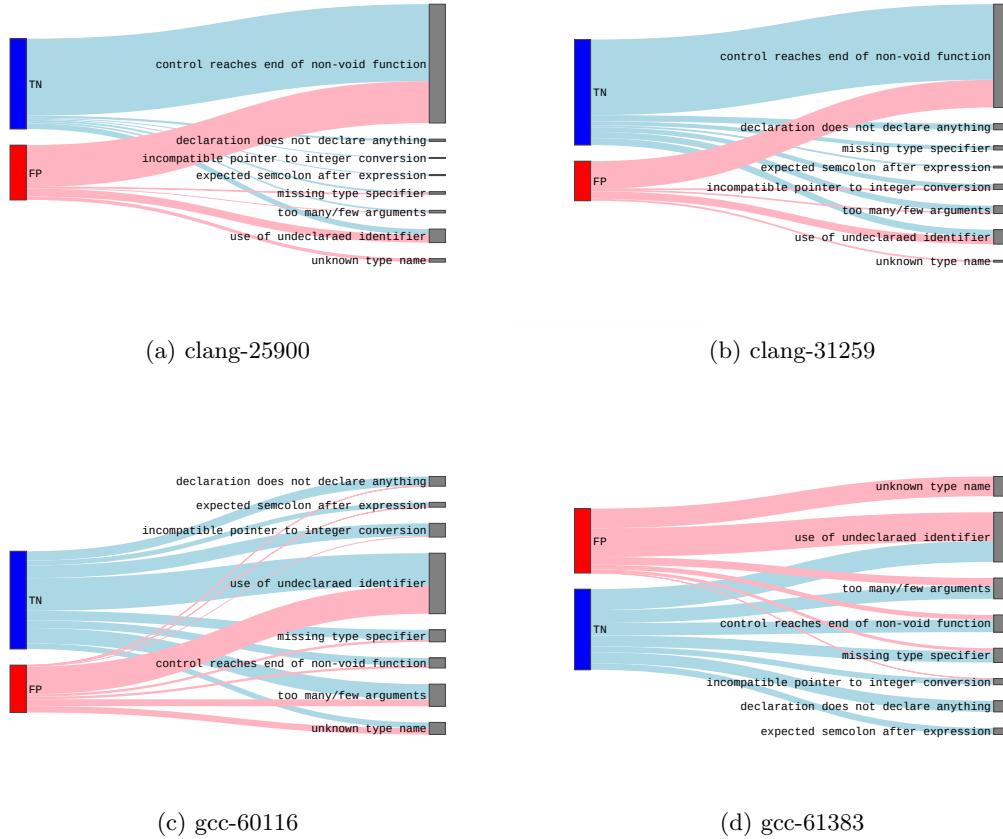 control reaches end of non-void function
TN
declaration does not declare anything
incompatible pointer to integer conversion
FP
expected semcolon after expression
missing type specifier
too many/few arguments
use of undeclaraed identifier
unknown type name
(a) clang-25900
control reaches end of non-void function
TN
declaration does not declare anything
missing type specifier
expected semcolon after expression
FP
incompatible pointer to integer conversion
too many/few arguments
use of undeclaraed identifier
unknown type name
(b) clang-31259
declaration does not declare anything
expected semcolon after expression
incompatible pointer to integer conversion
use of undeclaraed identifier
TN
missing type specifier
control reaches end of non-void function
FP
too many/few arguments
unknown type name
(c) gcc-60116
unknown type name
use of undeclaraed identifier
FP
too many/few arguments
control reaches end of non-void function
TN
missing type specifier
incompatible pointer to integer conversion
declaration does not declare anything
expected semcolon after expression
(d) gcc-61383